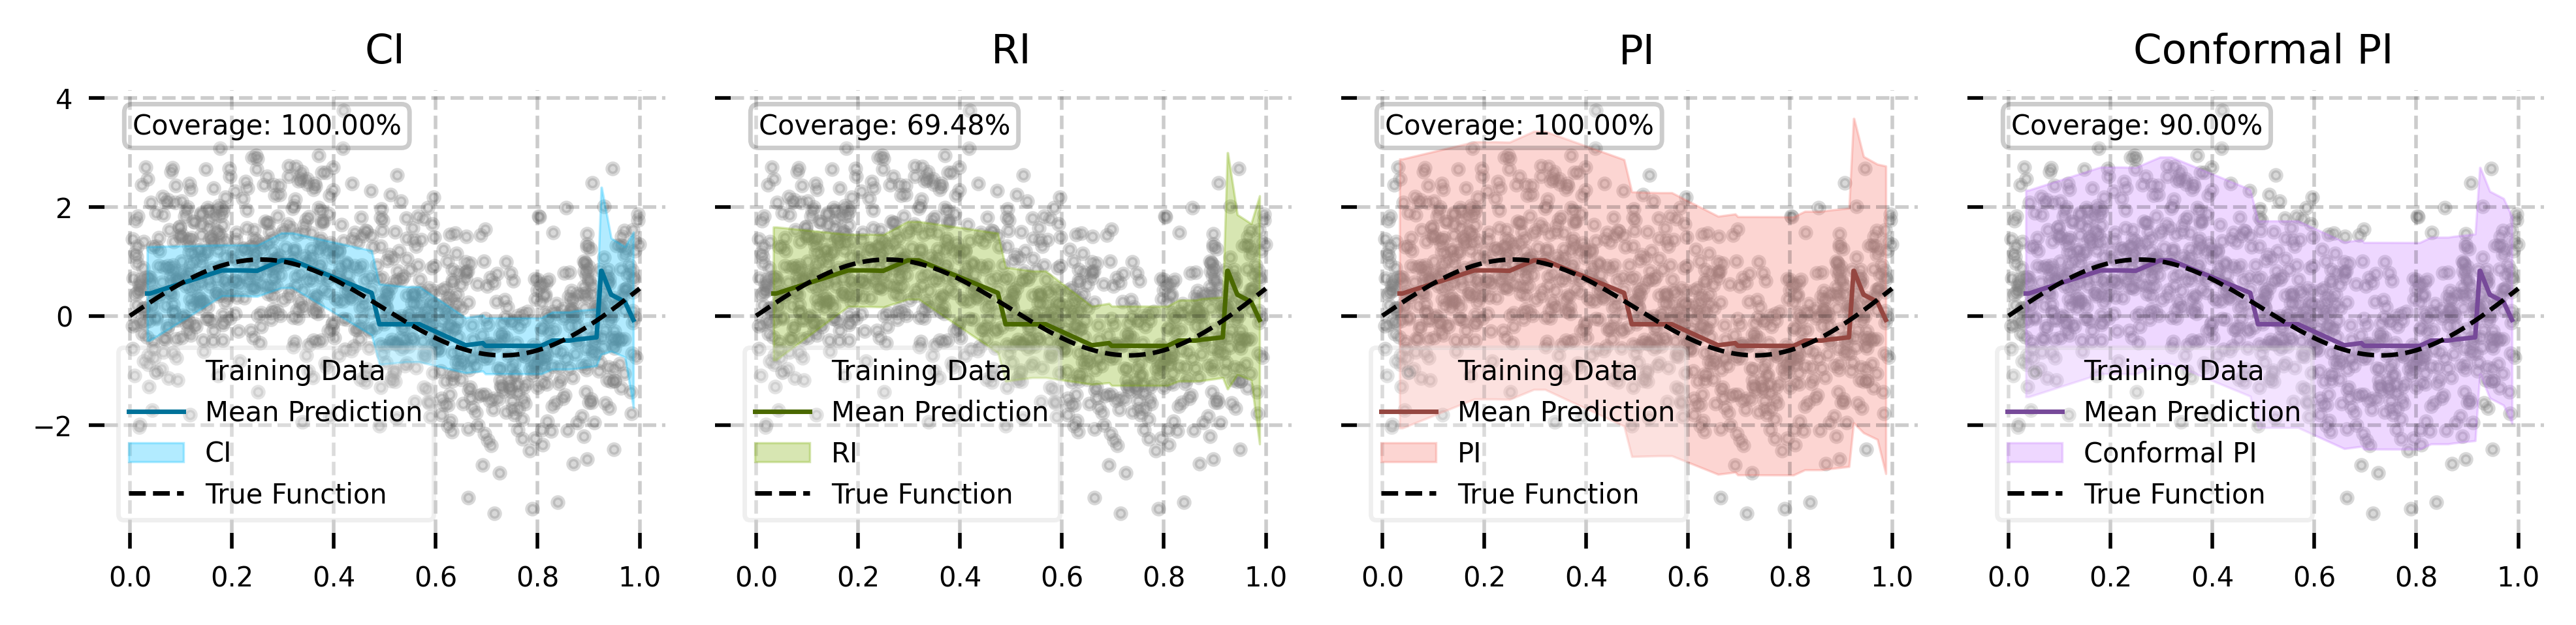 CI
RI
PI
Conformal PI
4
2
0
−2
Coverage: 100.00%
Training Data
Mean Prediction
CI
True Function
0.0 0.2 0.4 0.6 0.8 1.0
Coverage: 69.48%
Training Data
Mean Prediction
RI
True Function
0.0 0.2 0.4 0.6 0.8 1.0
Coverage: 100.00%
Training Data
Mean Prediction
PI
True Function
0.0 0.2 0.4 0.6 0.8 1.0
Coverage: 90.00%
Training Data
Mean Prediction
Conformal PI
True Function
0.0 0.2 0.4 0.6 0.8 1.0